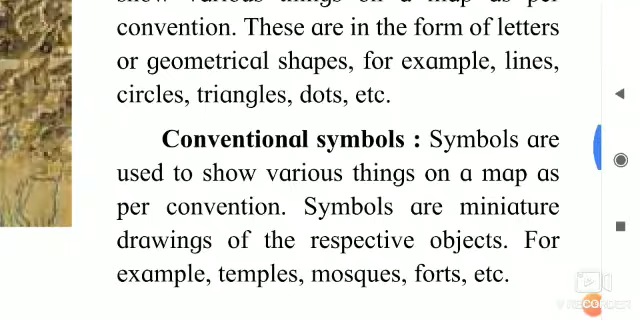 convention. These are in the form of letters
or geometrical shapes, for example, lines,
circles, triangles, dots, etc.
Conventional symbols : Symbols are
used to show various things on a map as
per convention. Symbols are miniature
drawings of the respective objects. For
example, temples, mosques, forts, etc.
RECORDER